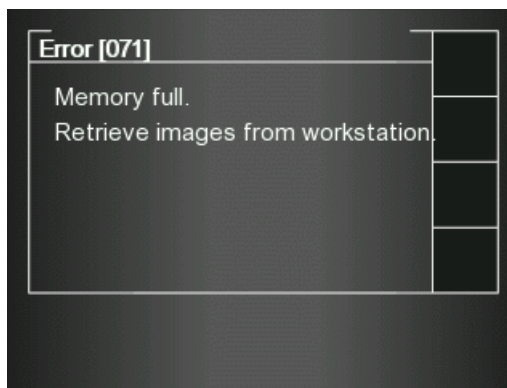 Error [071]
Memory full.
Retrieve images from workstation.